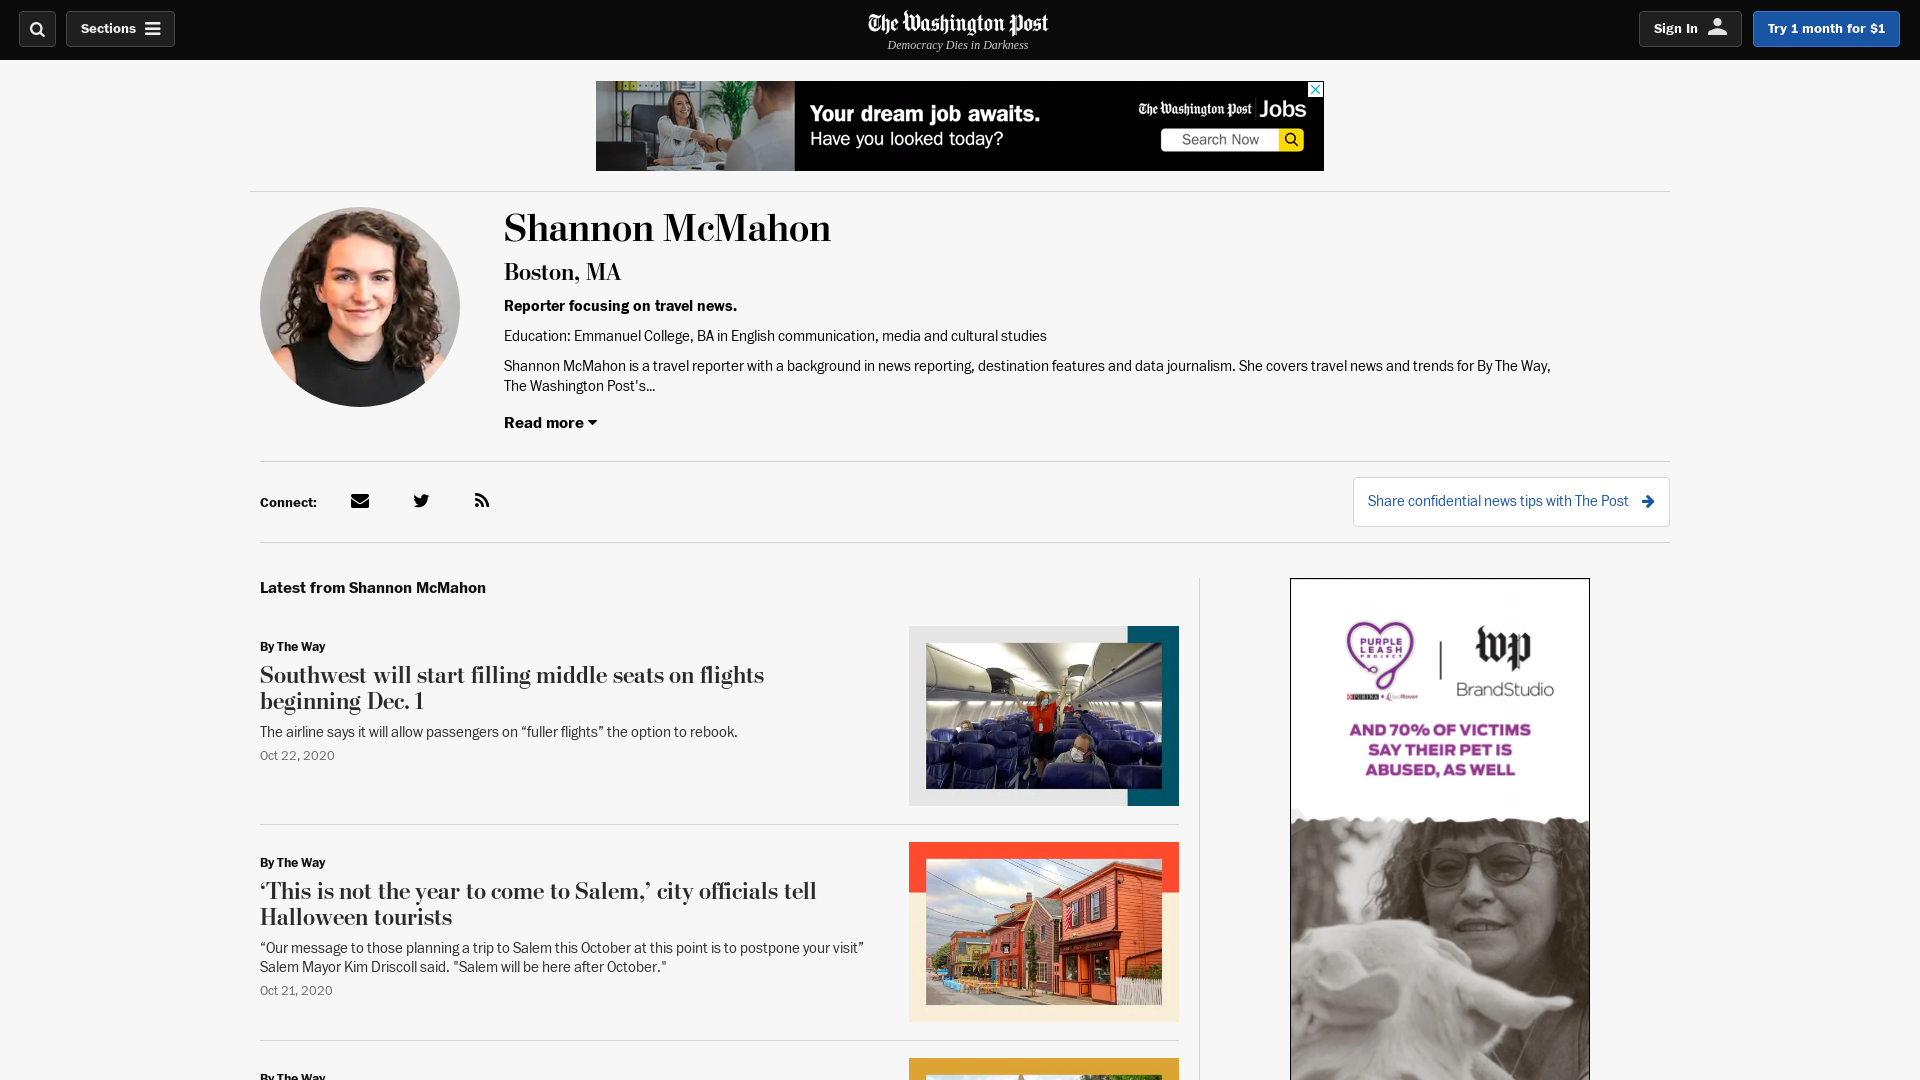 Sections
The Washington Post
Democracy Dies in Darkness
Sign In
Try 1 month for $1
Your dream job awaits.
Have you looked today?
The Washington Post Jobs
Search Now
Shannon McMahon
Boston, MA
Reporter focusing on travel news.
Education: Emmanuel College, BA in English communication, media and cultural studies
Shannon McMahon is a travel reporter with a background in news reporting, destination features and data journalism. She covers travel news and trends for By The Way,
The Washington Post's...
Read more
Connect:
Share confidential news tips with The Post
Latest from Shannon McMahon
By The Way
Southwest will start filling middle seats on flights
beginning Dec. 1
The airline says it will allow passengers on “fuller flights” the option to rebook.
Oct 22, 2020
By The Way
‘This is not the year to come to Salem,’ city officials tell
Halloween tourists
“Our message to those planning a trip to Salem this October at this point is to postpone your visit”
Salem Mayor Kim Driscoll said. "Salem will be here after October."
Oct 21, 2020
By The Way
PURPLE
LEASH
PROJECT
PURINA
wp
BrandStudio
AND 70% OF VICTIMS
SAY THEIR PET IS
ABUSED, AS WELL